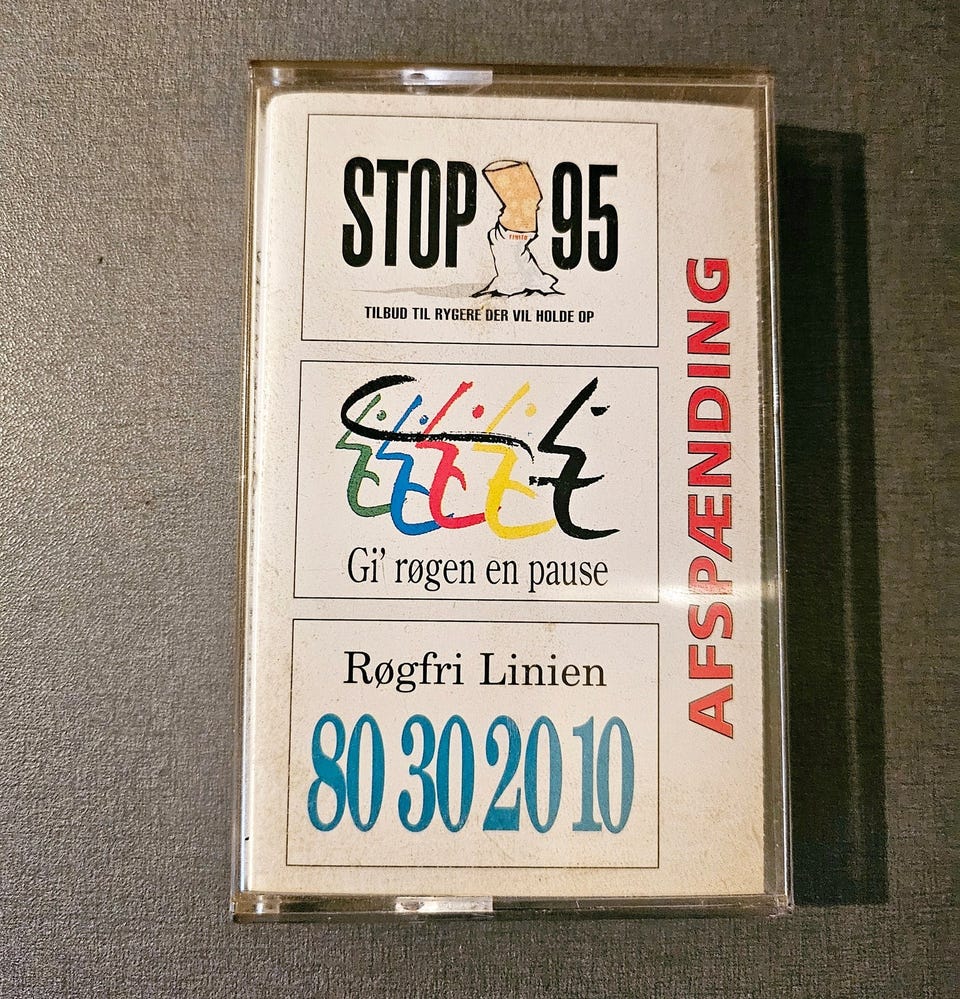 STOP 95
FINITO
TILBUD TIL RYGERE DER VIL HOLDE OP
Gi' røgen en pause
Røgfri Linien
80 30 20 10
AFSPÆNDING